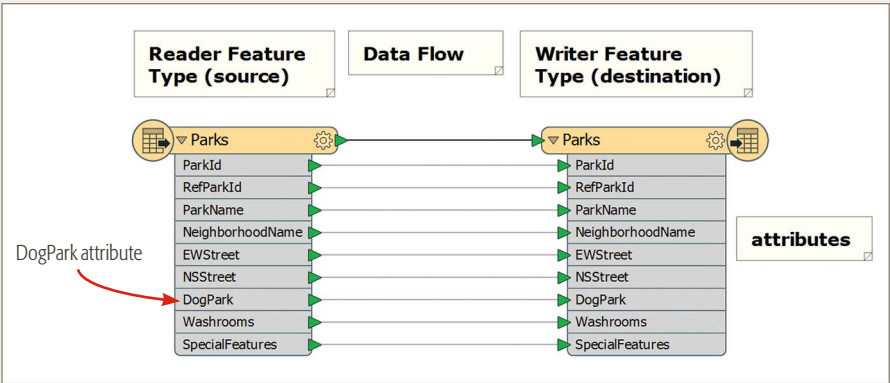 Reader Feature
Type (source)
Data Flow
Writer Feature
Type (destination)
Parks
ParkId
RefParkId
ParkName
NeighborhoodName
EWStreet
NSStreet
DogPark
Washrooms
SpecialFeatures
Parks
ParkId
RefParkId
ParkName
NeighborhoodName
EWStreet
NSStreet
DogPark
Washrooms
SpecialFeatures
attributes
DogPark attribute